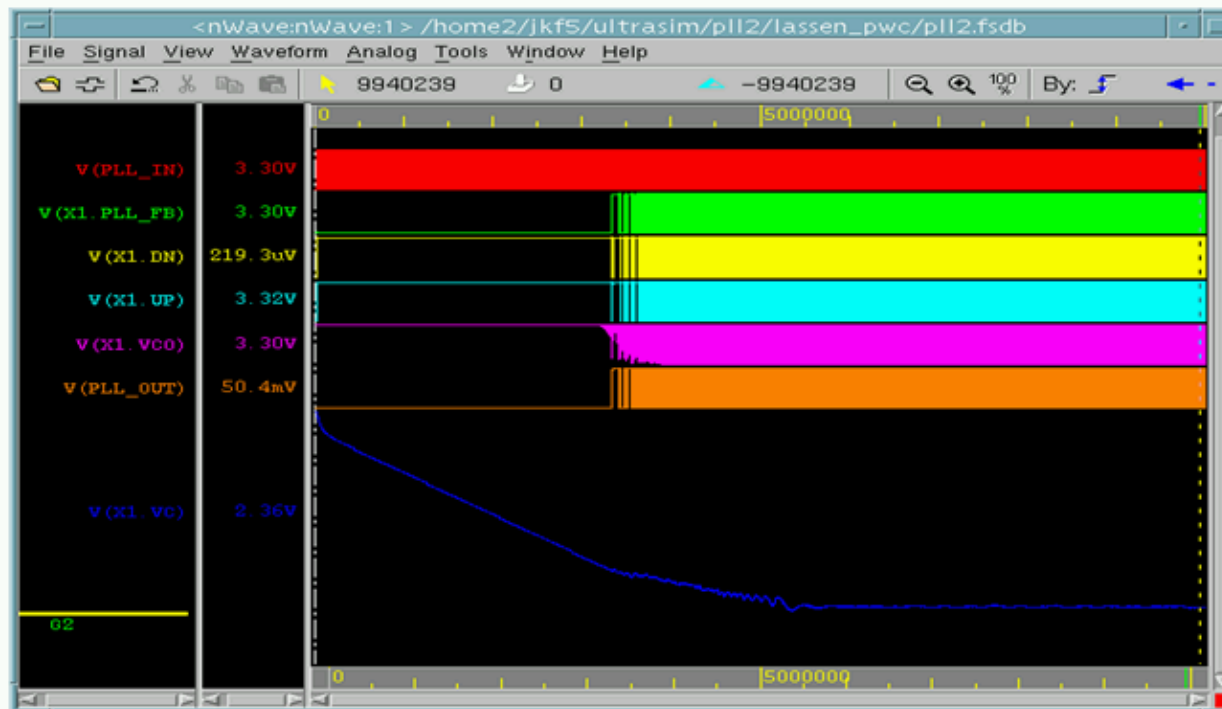 <nWave:nWave:1> /home2/jkf5/ultrasim/pll2/lassen_pwc/pll2.fsdb
File Signal View Waveform Analog Tools Window Help
9940239 0 -9940239 100 % By:
0 5000000
V(PLL_IN) 3.30V
V(X1.PLL_FB) 3.30V
V(X1.DN) 219.3uV
V(X1.UP) 3.32V
V(X1.VCO) 3.30V
V(PLL_OUT) 50.4mV
V(X1.VC) 2.36V
G2
0 5000000